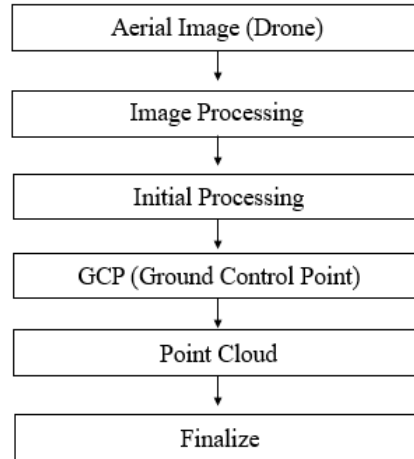 Aerial Image (Drone)
Image Processing
Initial Processing
GCP (Ground Control Point)
Point Cloud
Finalize